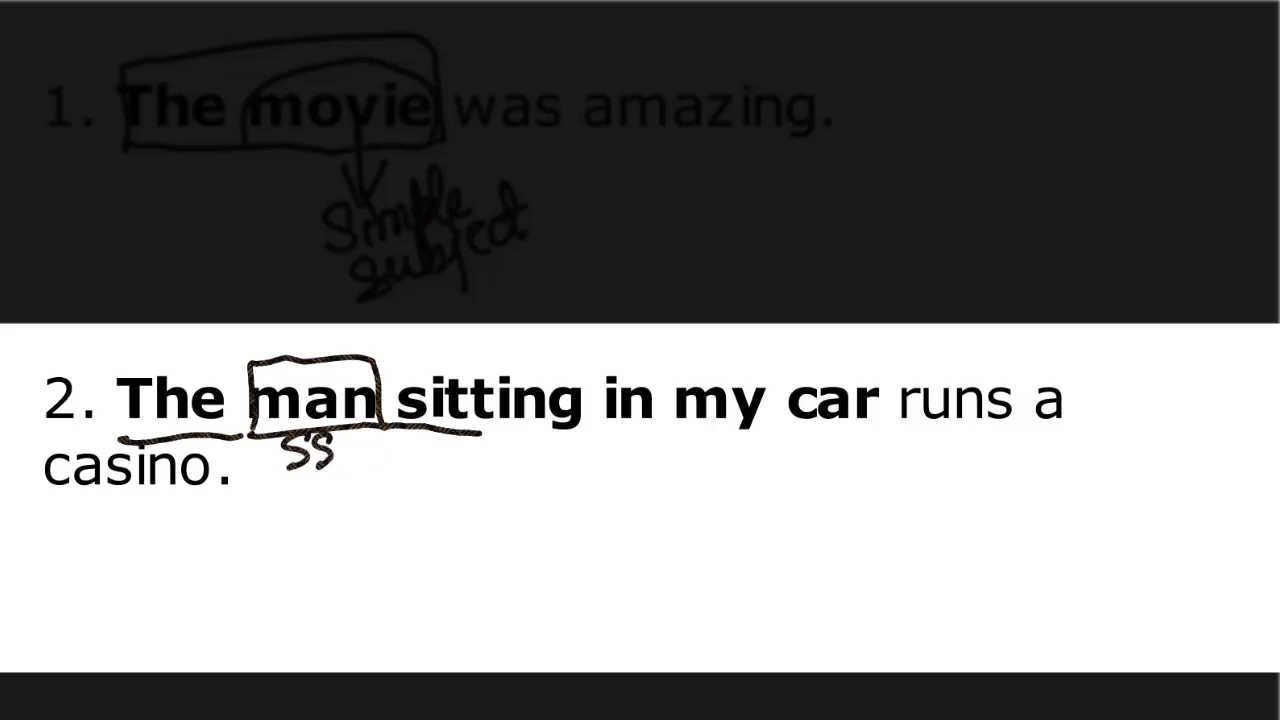 1. The movie was amazing.
Simple
subject
2. The man sitting in my car runs a
SS
casino.